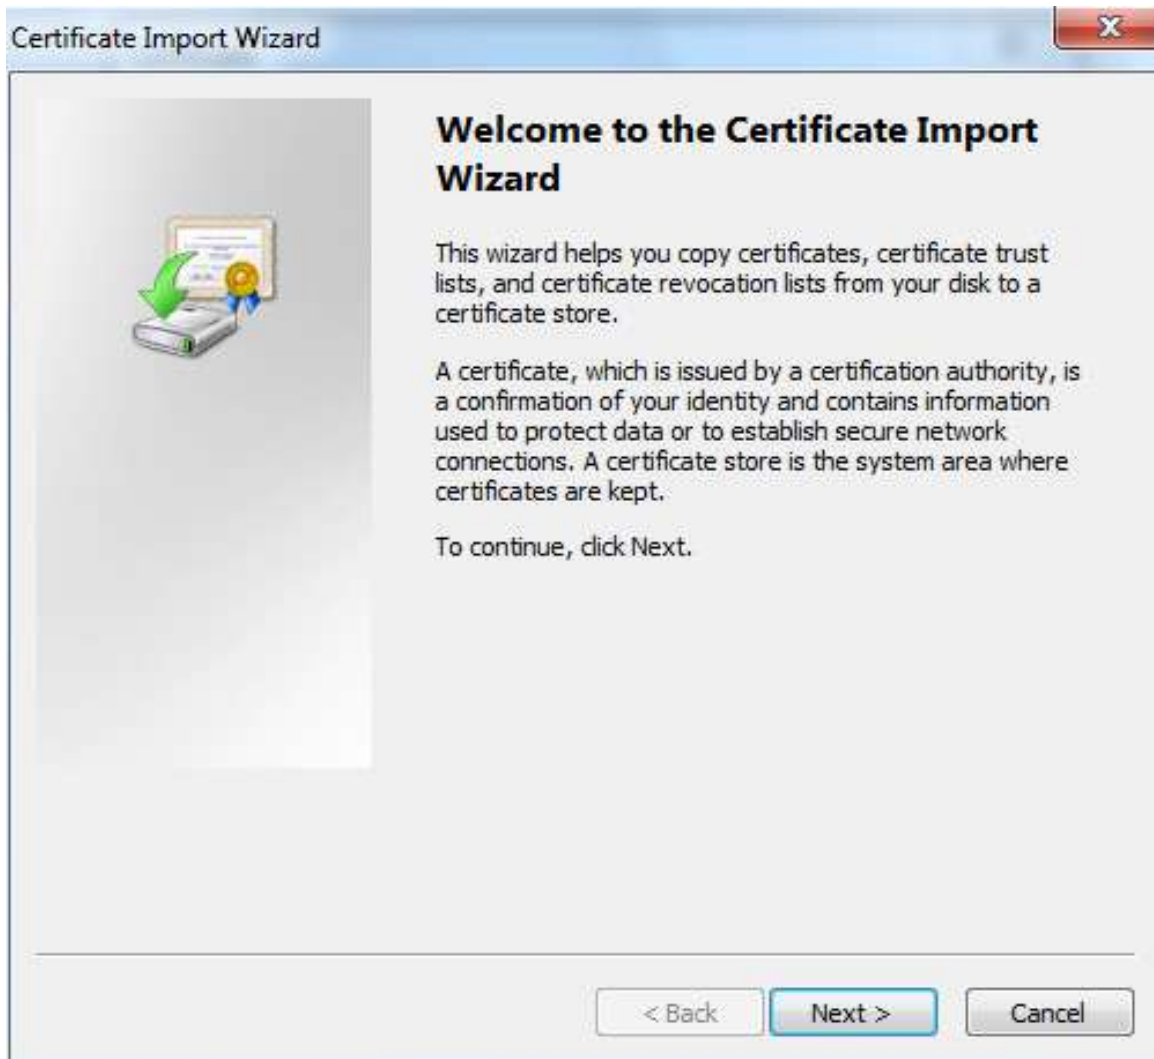 Certificate Import Wizard
Welcome to the Certificate Import
Wizard
This wizard helps you copy certificates, certificate trust
lists, and certificate revocation lists from your disk to a
certificate store.
A certificate, which is issued by a certification authority, is
a confirmation of your identity and contains information
used to protect data or to establish secure network
connections. A certificate store is the system area where
certificates are kept.
To continue, click Next.
< Back
Next >
Cancel